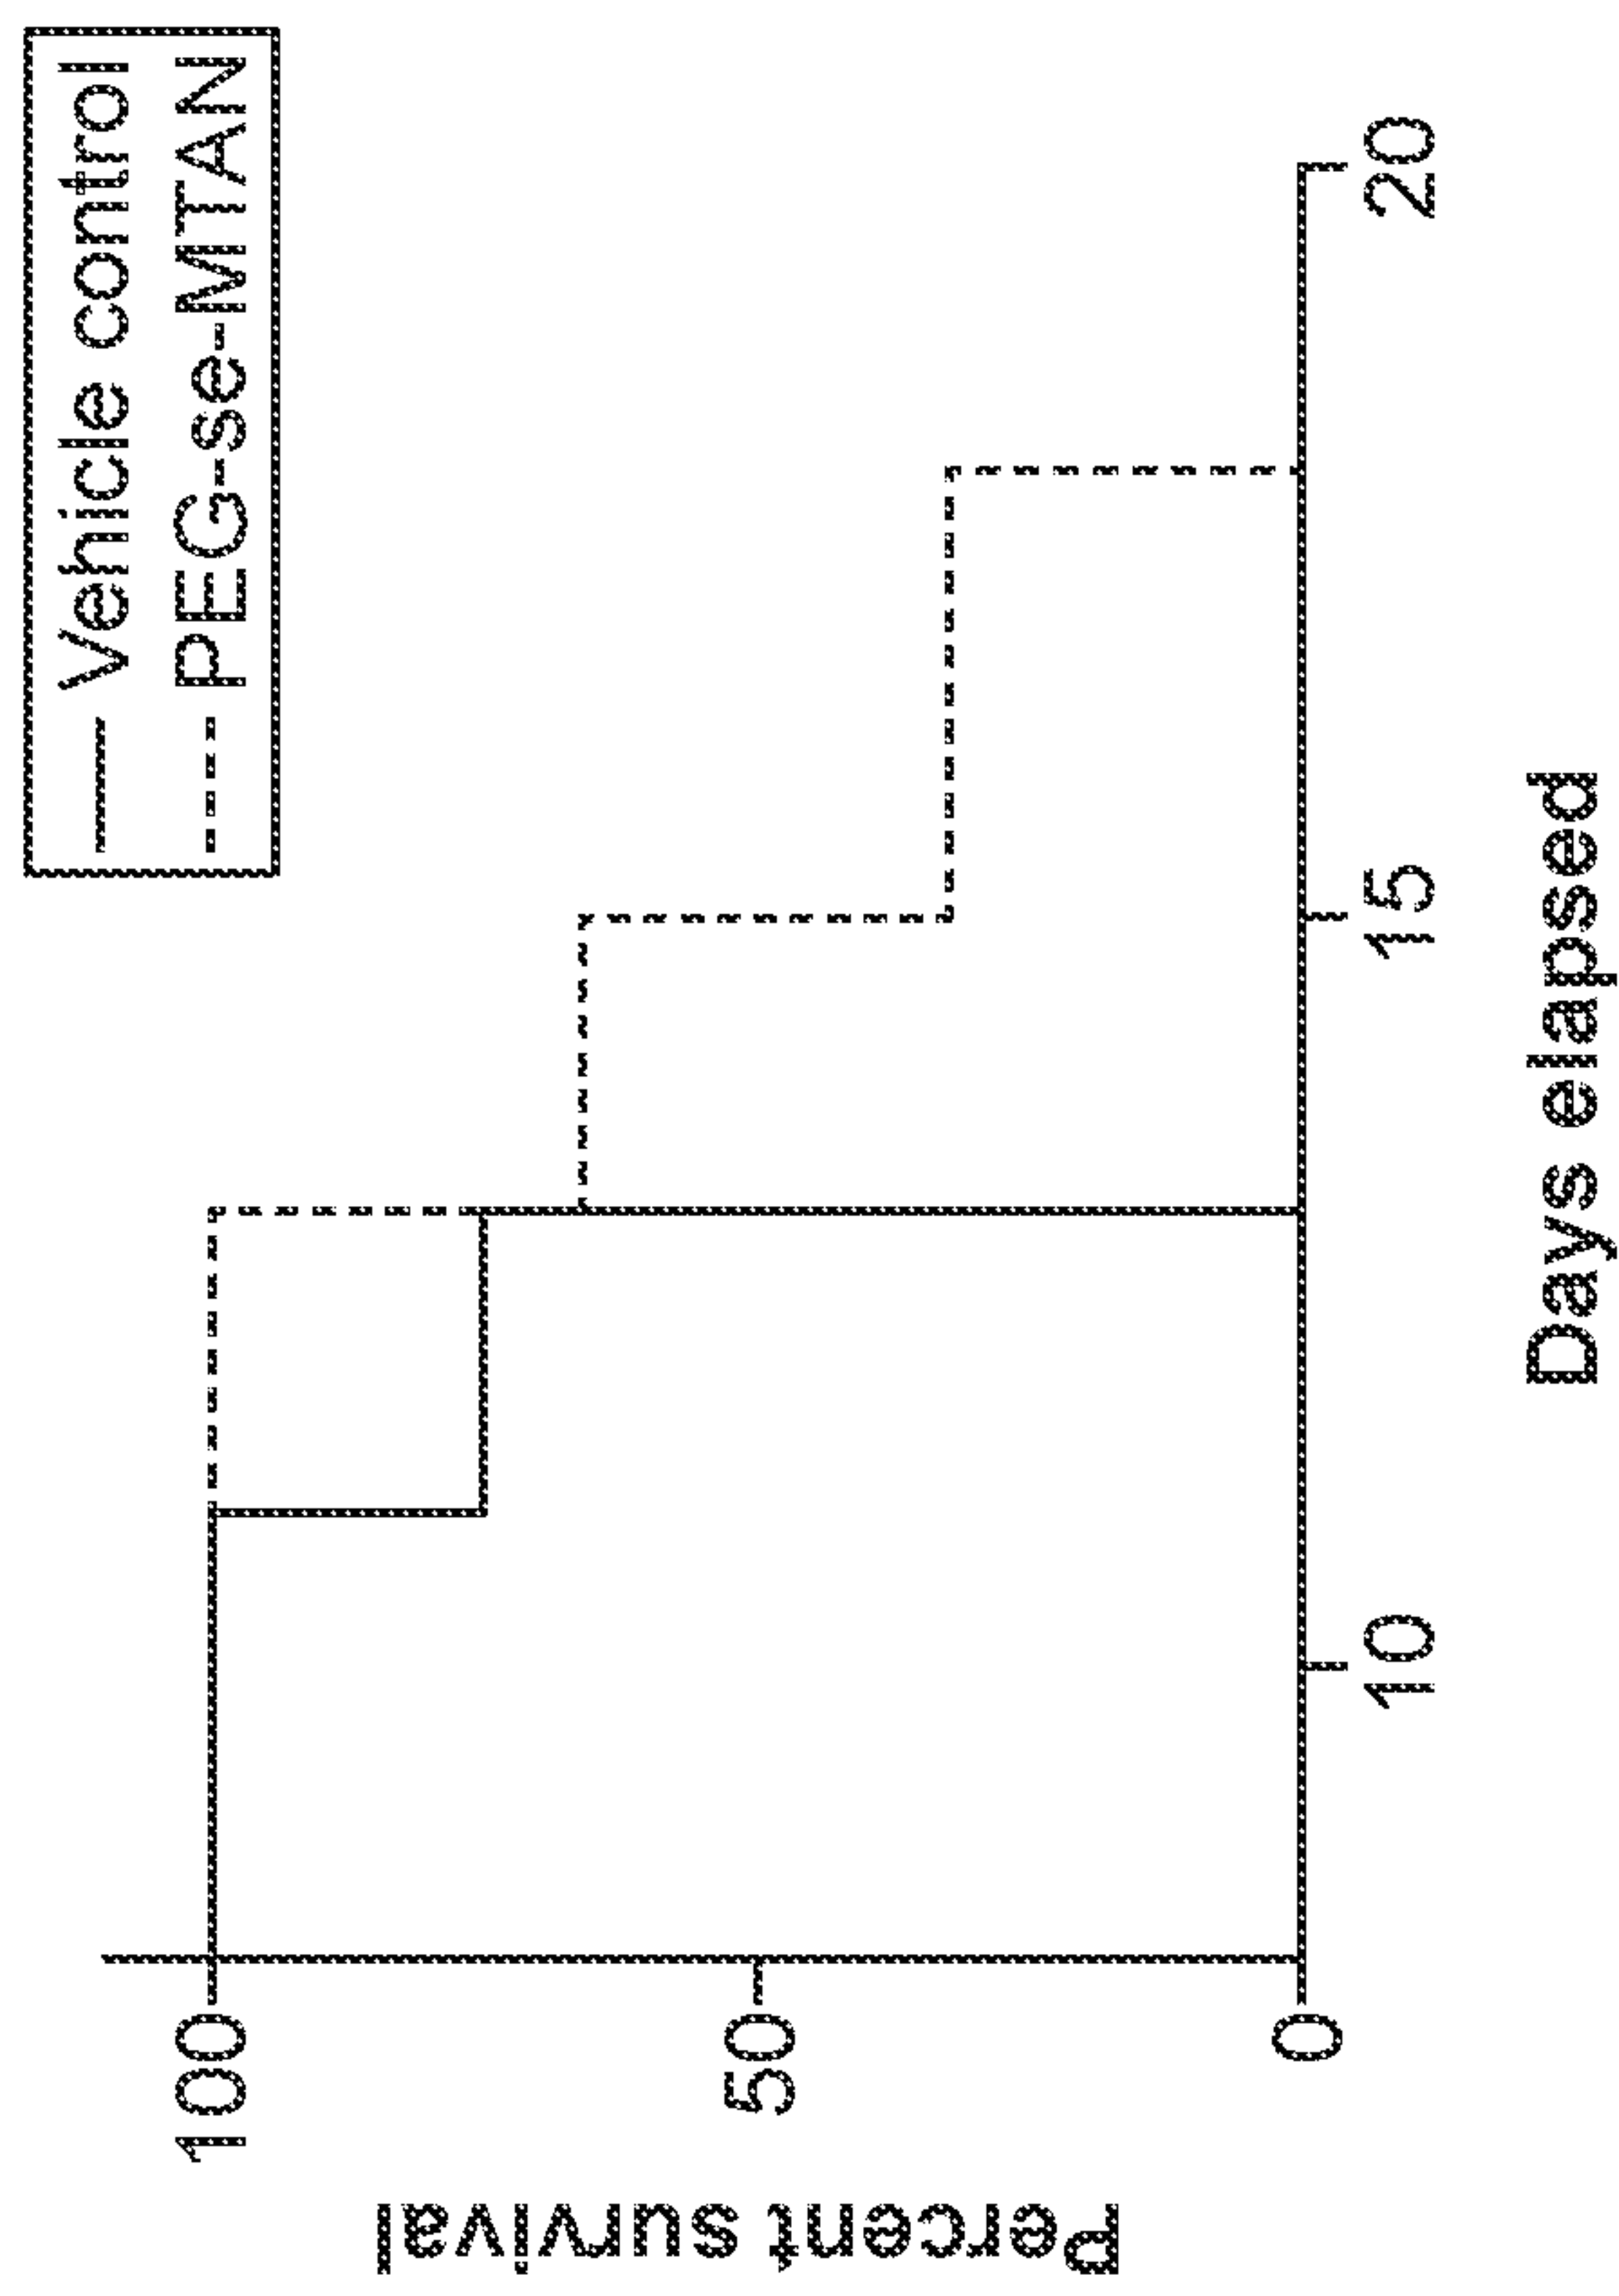 Vehicle control
PEG-se-MTAN
100
50
0
Percent survival
10
15
20
Days elapsed